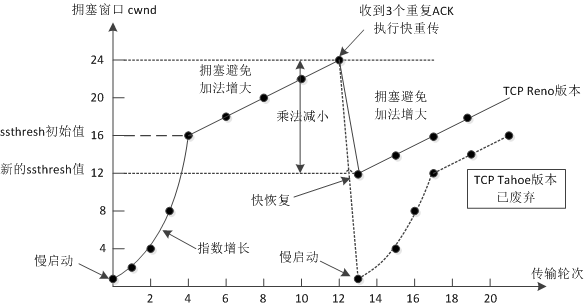 拥塞窗口 cwnd
收到3个重复ACK
执行快重传
24
拥塞避免
加法增大
20
乘法减小
拥塞避免
加法增大
TCP Reno版本
ssthresh初始值
16
新的ssthresh值
12
快恢复
TCP Tahoe版本
已废弃
8
指数增长
4
慢启动
慢启动
传输轮次
2
4
6
8
10
12
14
16
18
20